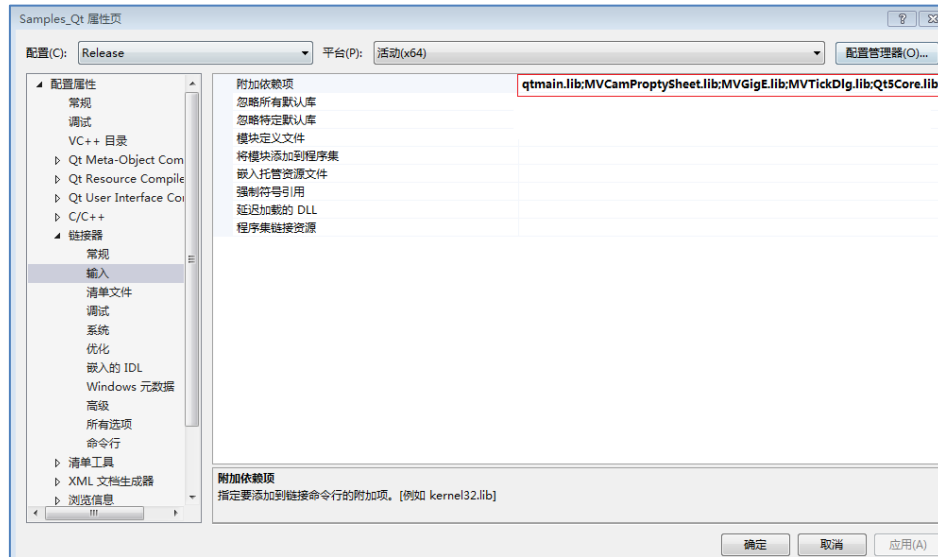 Samples_Qt 属性页
配置(C): Release 平台(P): 活动(x64) 配置管理器(O)...
配置属性
常规
调试
VC++ 目录
Qt Meta-Object Com
Qt Resource Compile
Qt User Interface Co
C/C++
链接器
常规
输入
清单文件
调试
系统
优化
嵌入的 IDL
Windows 元数据
高级
所有选项
命令行
清单工具
XML 文档生成器
浏览信息
附加依赖项 qtmain.lib;MVCamProptySheet.lib;MVGigE.lib;MVTickDlg.lib;Qt5Core.lib
忽略所有默认库
忽略特定默认库
模块定义文件
将模块添加到程序集
嵌入托管资源文件
强制符号引用
延迟加载的 DLL
程序集链接资源
附加依赖项
指定要添加到链接命令行的附加项。[例如 kernel32.lib]
确定 取消 应用(A)